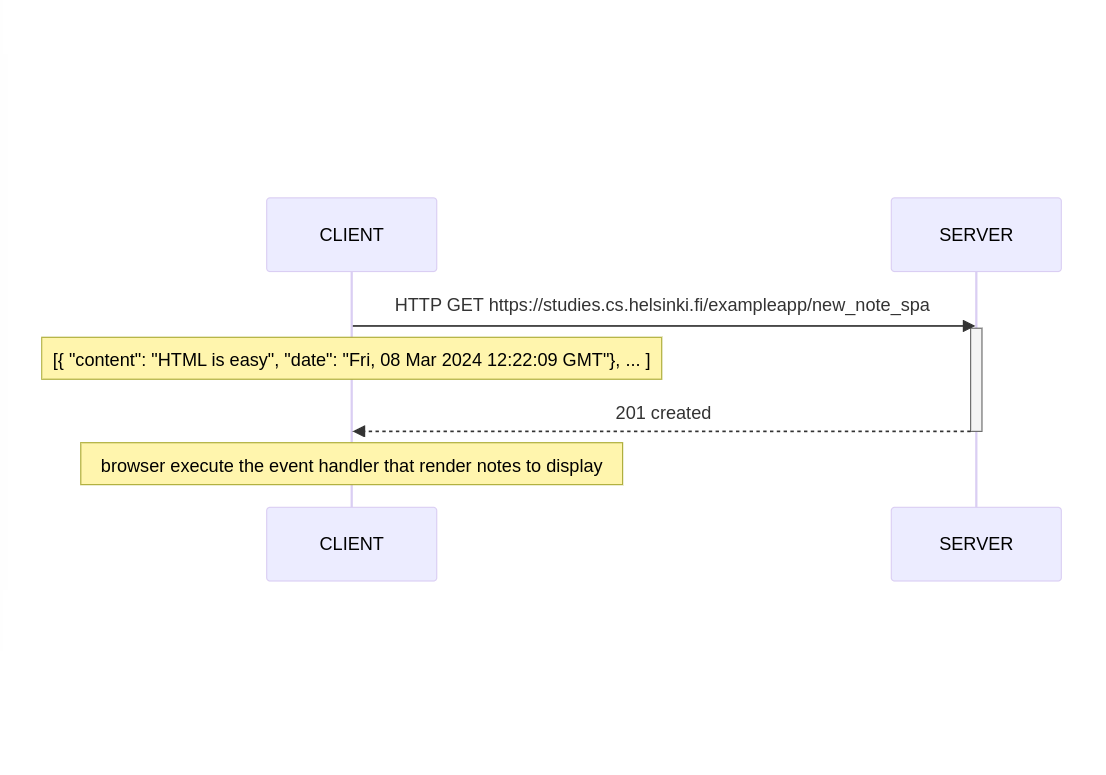 CLIENT
SERVER
HTTP GET https://studies.cs.helsinki.fi/exampleapp/new_note_spa
[{ "content": "HTML is easy", "date": "Fri, 08 Mar 2024 12:22:09 GMT"}, ... ]
201 created
browser execute the event handler that render notes to display
CLIENT
SERVER